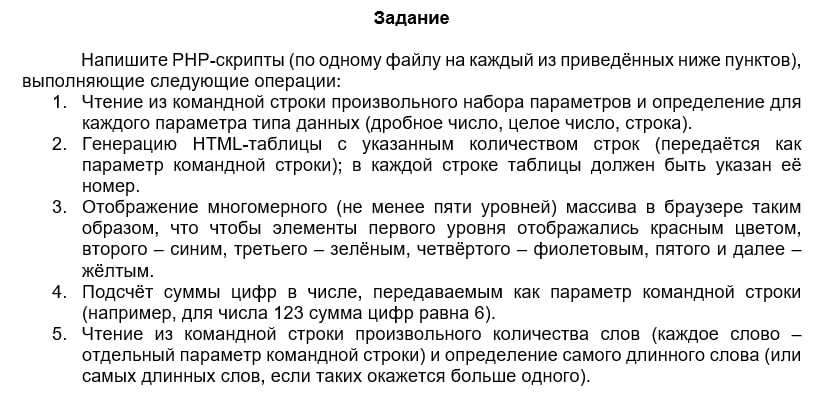 Задание
Напишите PHP-скрипты (по одному файлу на каждый из приведённых ниже пунктов),
выполняющие следующие операции:
1. Чтение из командной строки произвольного набора параметров и определение для
каждого параметра типа данных (дробное число, целое число, строка).
2. Генерацию HTML-таблицы с указанным количеством строк (передаётся как
параметр командной строки); в каждой строке таблицы должен быть указан её
номер.
3. Отображение многомерного (не менее пяти уровней) массива в браузере таким
образом, что чтобы элементы первого уровня отображались красным цветом,
второго – синим, третьего – зелёным, четвёртого – фиолетовым, пятого и далее –
жёлтым.
4. Подсчёт суммы цифр в числе, передаваемым как параметр командной строки
(например, для числа 123 сумма цифр равна 6).
5. Чтение из командной строки произвольного количества слов (каждое слово –
отдельный параметр командной строки) и определение самого длинного слова (или
самых длинных слов, если таких окажется больше одного).